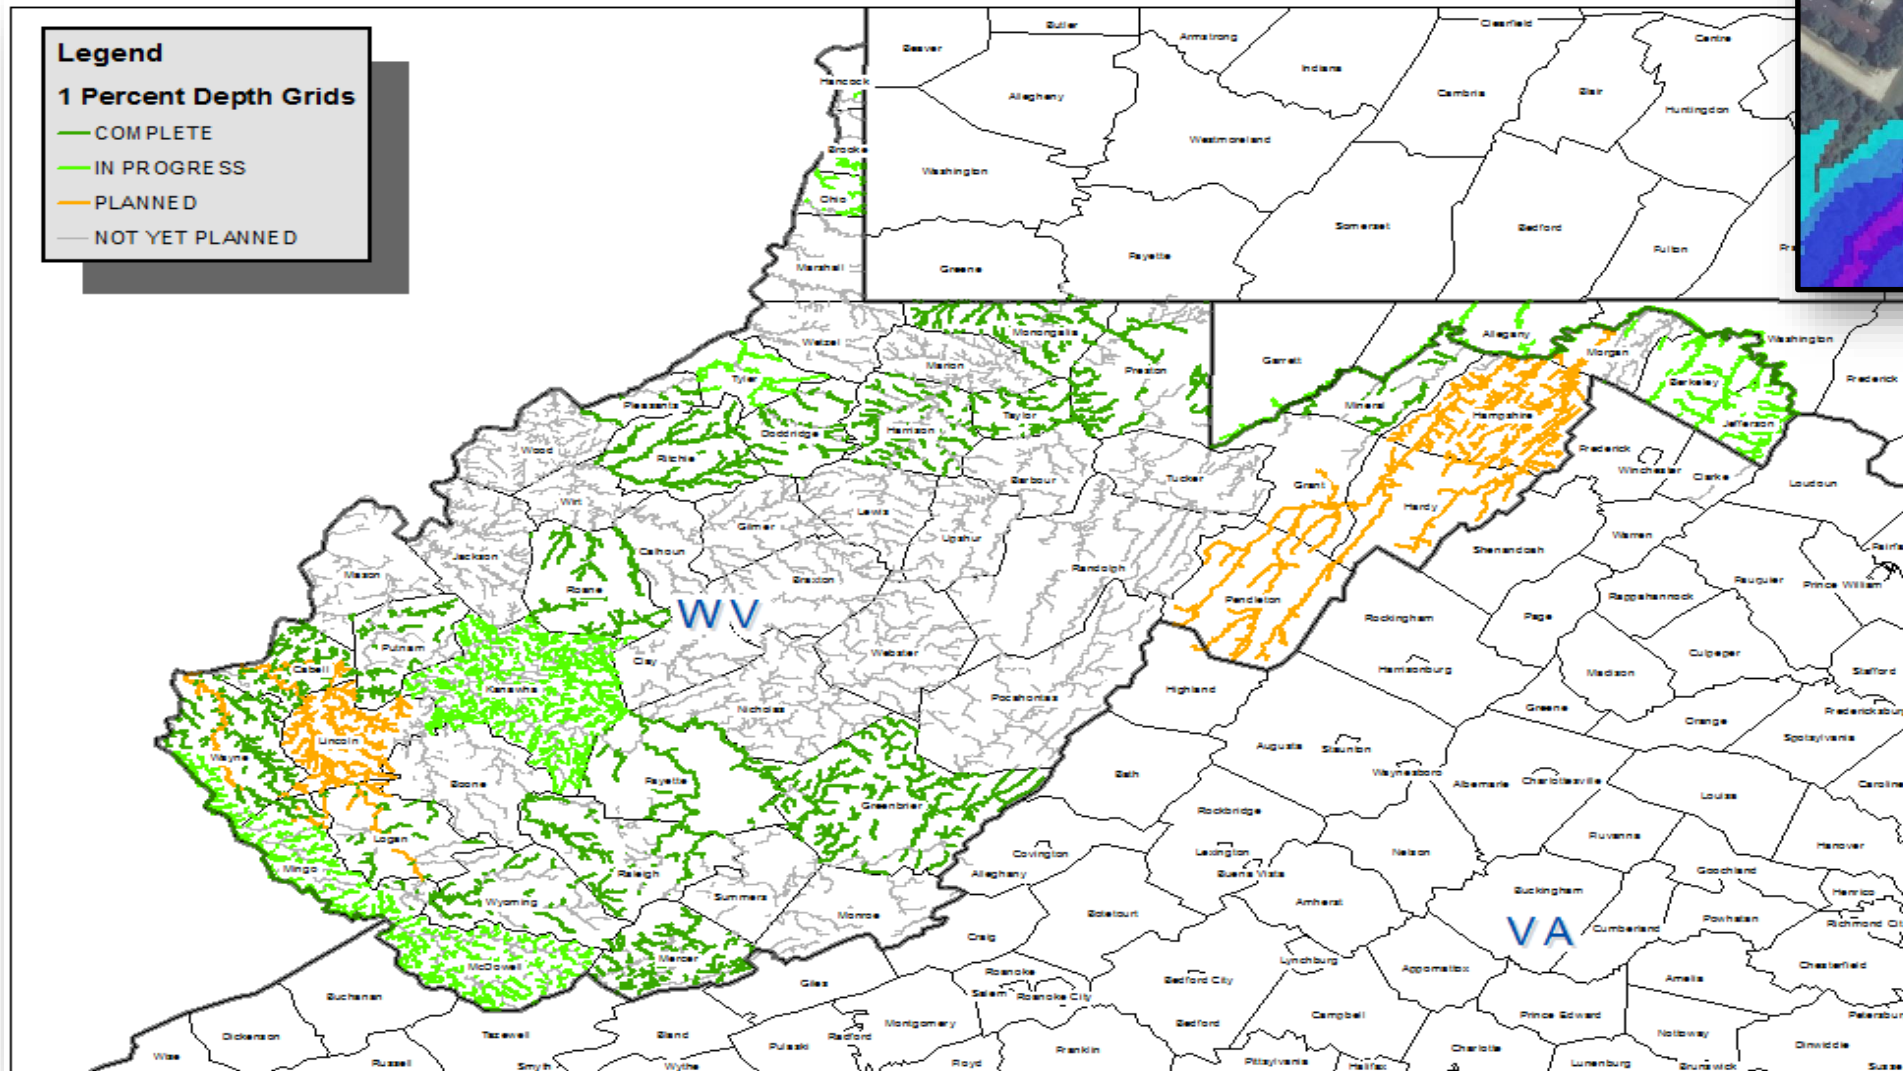 Legend
1 Percent Depth Grids
COMPLETE
IN PROGRESS
PLANNED
NOT YET PLANNED
Butler
Clearfield
Beaver
Armstrong
Centre
Indiana
Hancock
Allegheny
Cambria
Blair
Huntingdon
Westmoreland
Brooke
Washington
Ohio
Somerset
Bedford
Fulton
Fra
Marshall
Greene
Fayette
Monongalia
Allegany
Washington
Wetzel
Garrett
Morgan
Marion
Preston
Tyler
Berkeley
Frederick
Pleasants
Mineral
Hampshire
Taylor
Jefferson
Doddridge
Harrison
Wood
Ritchie
Frederick
Winchester
Clarke
Loudoun
Barbour
Tucker
Grant
Wirt
Lewis
Hardy
Gilmer
Upshur
Warren
Jackson
Calhoun
Shenandoah
Fairfa
Mason
Braxton
Randolph
Fauquier
Prince William
Roane
Rappahannock
Pendleton
WV
Rockingham
Page
Putnam
Webster
Clay
Culpeper
Cabell
Harrisonburg
Madison
Stafford
Kanawha
Highland
Pocahontas
Nicholas
Greene
Orange
Fredericksbur
Lincoln
Augusta
Staunton
Spotsylvania
Wayne
Bath
Waynesboro
Albemarle
Charlottesville
Caroline
Boone
Fayette
Louisa
Greenbrier
Rockbridge
Logan
Fluvanna
Hanover
Covington
Lexington
Nelson
Mingo
Raleigh
Alleghany
Buena Vista
Goochland
Buckingham
Henrico
Wyoming
Summers
Amherst
Monroe
Botetourt
Powhatan
Richmond Cit
VA
Cumberland
Craig
Mercer
McDowell
Lynchburg
Appomattox
Chesterfield
Roanoke
Bedford City
Amelia
Giles
Salem
Roanoke City
Buchanan
Campbell
Prince Edward
Petersbur
Montgomery
Bedford
Dickenson
Tazewell
Bland
Radford
Nottoway
Pulaski
Dinwiddie
Wise
Russell
Smyth
Wythe
Floyd
Franklin
Pittsylvania
Halifax
Charlotte
Lunenburg
Brunswick
Susse